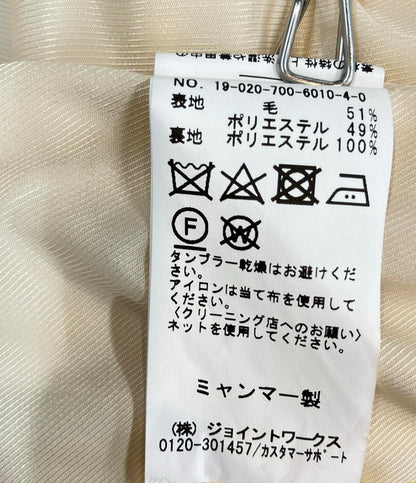 NO. 19-020-700-6010-4-0
表地 毛 51%
ポリエステル 49%
裏地 ポリエステル 100%
F W
タンブラー乾燥はお避けくだ
さい。
アイロンは当て布を使用して
ください。
〈クリーニング店へのお願い〉
ネットを使用してください。
ミャンマー製
(株) ジョイントワークス
0120-301457/カスタマーサポート